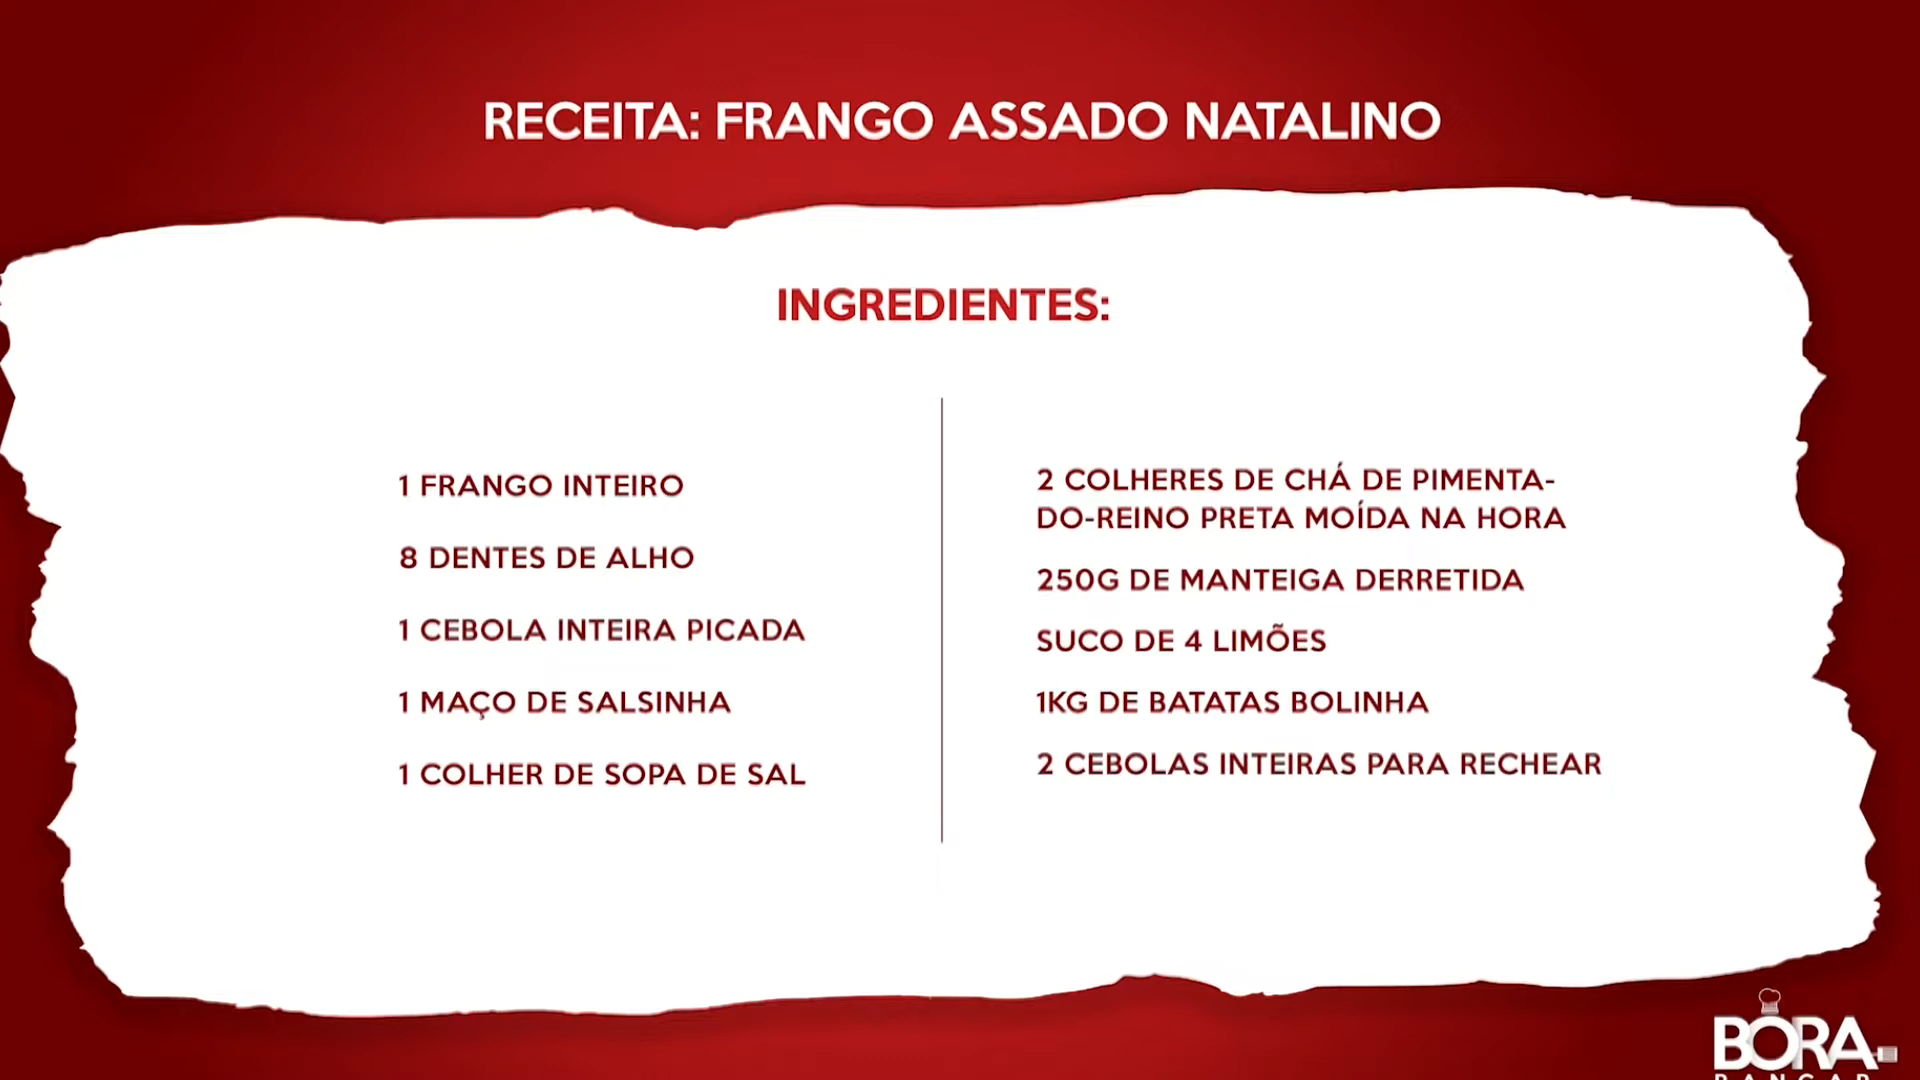 RECEITA: FRANGO ASSADO NATALINO
INGREDIENTES:
1 FRANGO INTEIRO
8 DENTES DE ALHO
1 CEBOLA INTEIRA PICADA
1 MAÇO DE SALSINHA
1 COLHER DE SOPA DE SAL
2 COLHERES DE CHÁ DE PIMENTA-
DO-REINO PRETA MOÍDA NA HORA
250G DE MANTEIGA DERRETIDA
SUCO DE 4 LIMÕES
1KG DE BATATAS BOLINHA
2 CEBOLAS INTEIRAS PARA RECHEAR
BORA